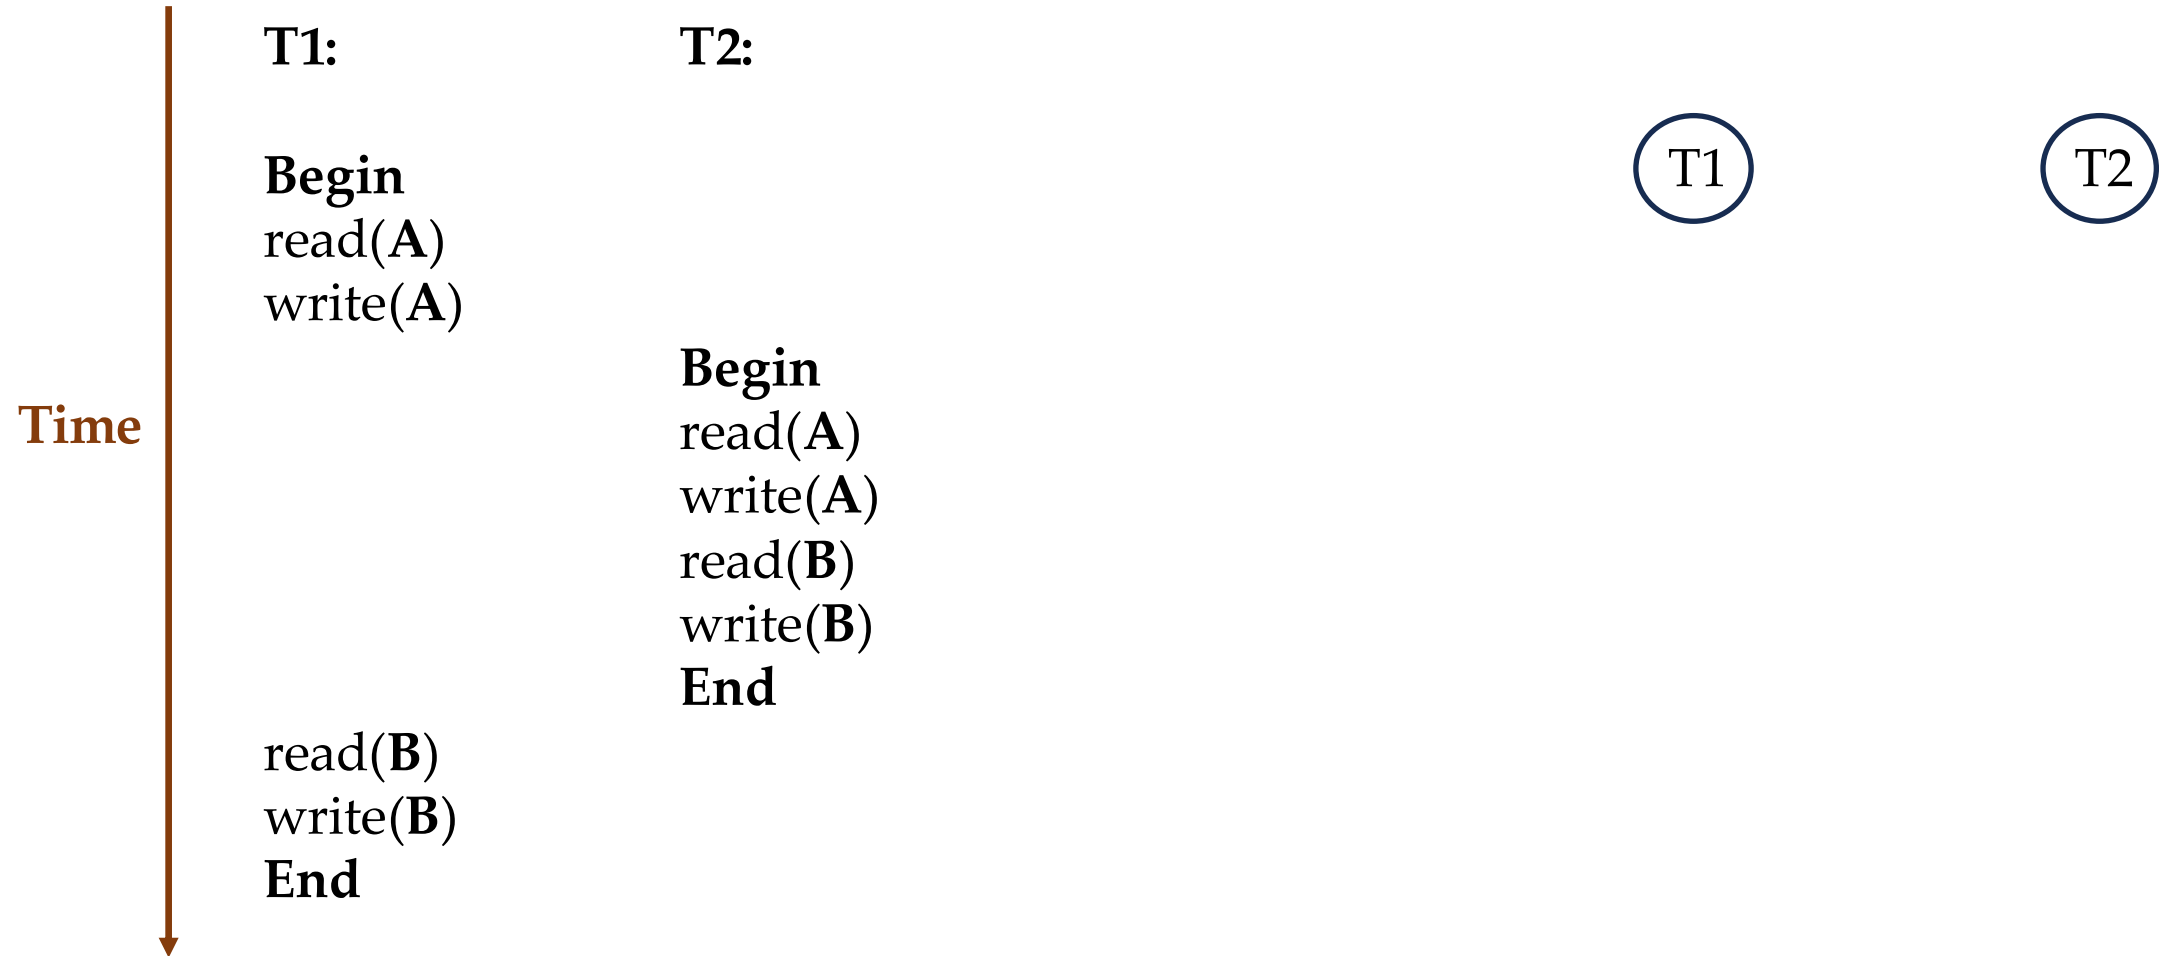 T1:
T2:
T1
T2
Begin
read(A)
write(A)
Begin
Time
read(A)
write(A)
read(B)
write(B)
End
read(B)
write(B)
End